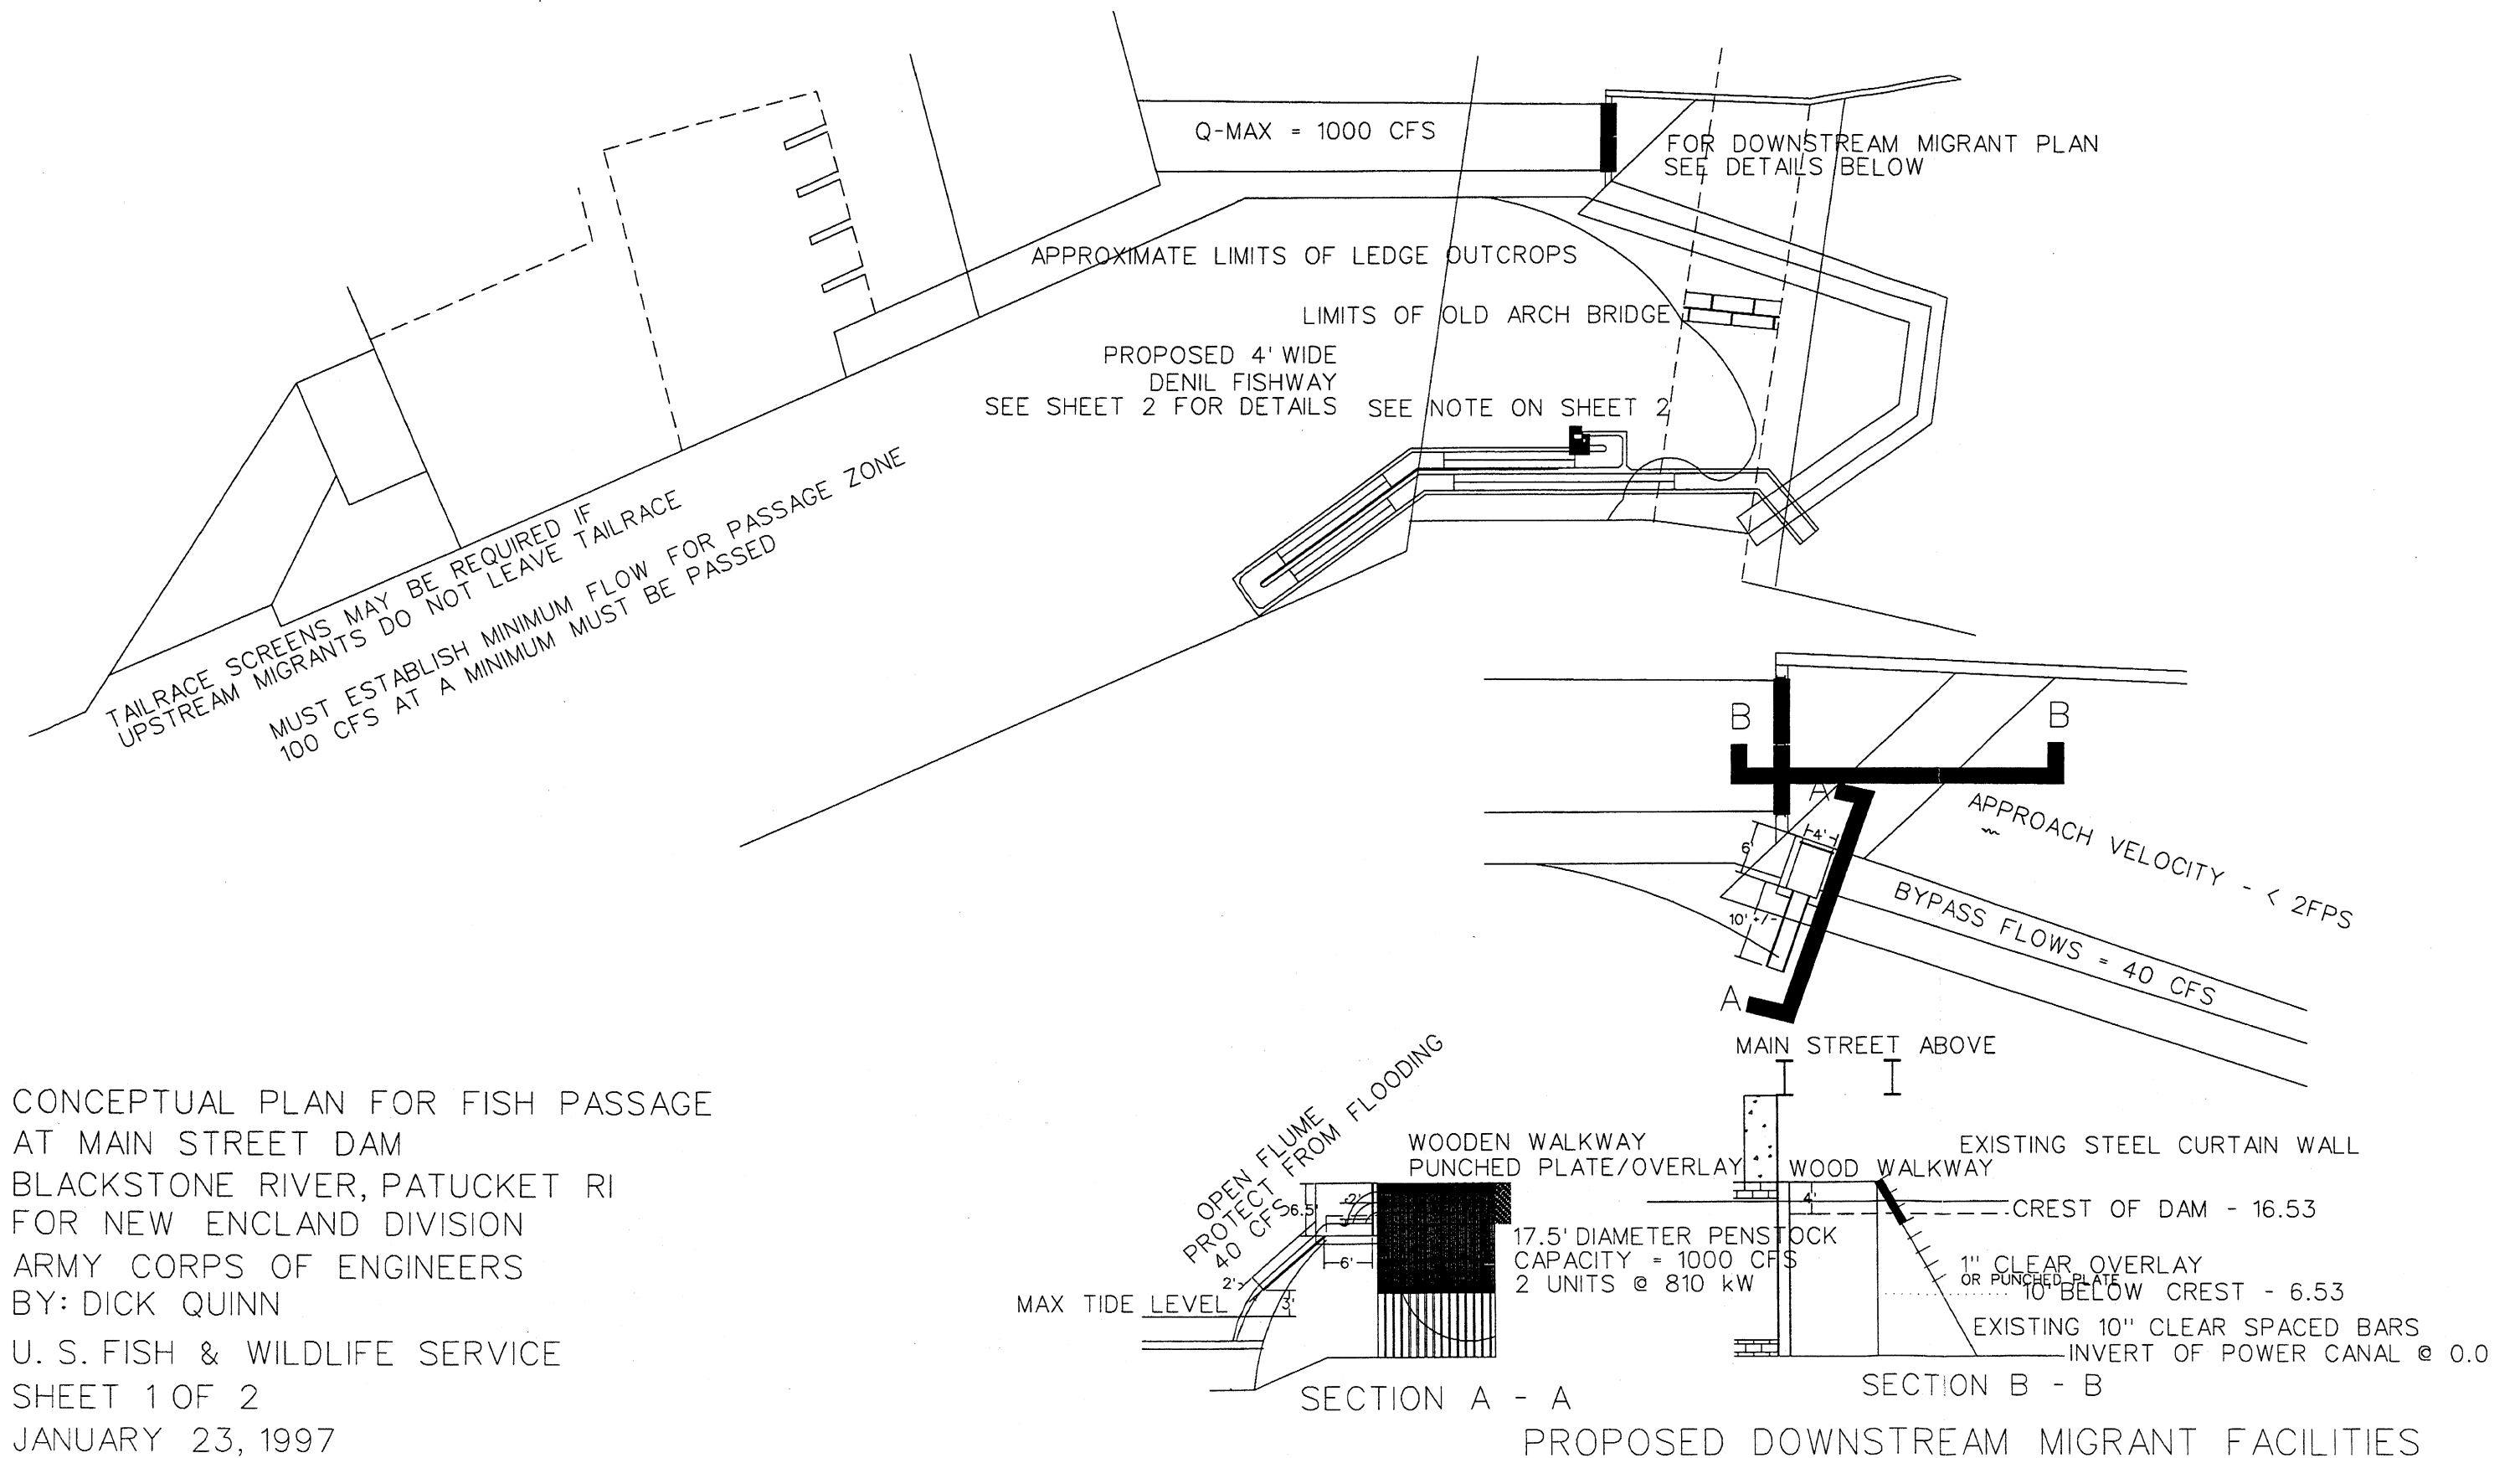 Q-MAX = 1000 CFS
FOR DOWNSTREAM MIGRANT PLAN
SEE DETAILS BELOW
APPROXIMATE LIMITS OF LEDGE OUTCROPS
LIMITS OF OLD ARCH BRIDGE
PROPOSED 4' WIDE
DENIL FISHWAY
SEE SHEET 2 FOR DETAILS
SEE NOTE ON SHEET 2
TAILRACE SCREENS MAY BE REQUIRED IF
UPSTREAM MIGRANTS DO NOT LEAVE TAILRACE
MUST ESTABLISH MINIMUM FLOW FOR PASSAGE ZONE
100 CFS AT A MINIMUM MUST BE PASSED
B
B
A
4'
6'
10' +/-
A
APPROACH VELOCITY - < 2FPS
BYPASS FLOWS = 40 CFS
MAIN STREET ABOVE
OPEN FLUME
PROTECT FROM FLOODING
40 CFS
WOODEN WALKWAY
PUNCHED PLATE/OVERLAY
6.5'
2'
6'
2'
3'
MAX TIDE LEVEL
17.5' DIAMETER PENSTOCK
CAPACITY = 1000 CFS
2 UNITS @ 810 kW
SECTION A - A
EXISTING STEEL CURTAIN WALL
WOOD WALKWAY
4'
CREST OF DAM - 16.53
1" CLEAR OVERLAY
OR PUNCHED PLATE
10' BELOW CREST - 6.53
EXISTING 10" CLEAR SPACED BARS
INVERT OF POWER CANAL @ 0.0
SECTION B - B
PROPOSED DOWNSTREAM MIGRANT FACILITIES
CONCEPTUAL PLAN FOR FISH PASSAGE
AT MAIN STREET DAM
BLACKSTONE RIVER, PATUCKET RI
FOR NEW ENCLAND DIVISION
ARMY CORPS OF ENGINEERS
BY: DICK QUINN
U. S. FISH & WILDLIFE SERVICE
SHEET 1 OF 2
JANUARY 23, 1997